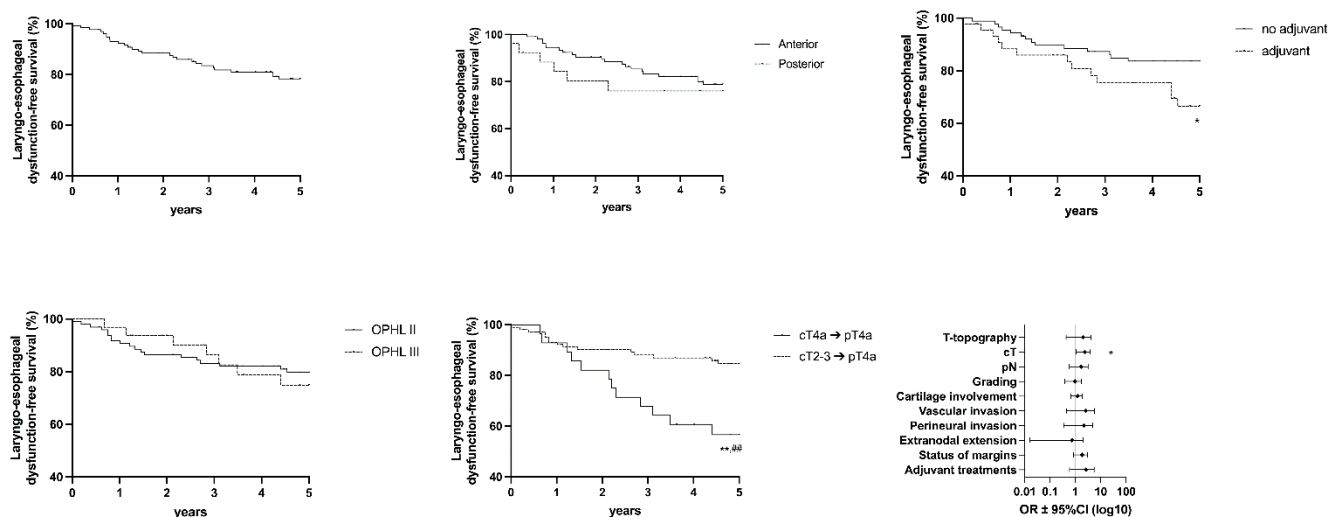 Laryngo-esophageal
dysfunction-free survival (%)
100
80
60
40
0 1 2 3 4 5
years
Laryngo-esophageal
dysfunction-free survival (%)
100
80
60
40
0 1 2 3 4 5
years
Anterior
Posterior
Laryngo-esophageal
dysfunction-free survival (%)
100
80
60
40
0 1 2 3 4 5
years
no adjuvant
adjuvant
*
Laryngo-esophageal
dysfunction-free survival (%)
100
80
60
40
0 1 2 3 4 5
years
OPHL II
OPHL III
Laryngo-esophageal
dysfunction-free survival (%)
100
80
60
40
0 1 2 3 4 5
years
cT4a → pT4a
cT2-3 → pT4a
**,##
T-topography
cT *
pN
Grading
Cartilage involvement
Vascular invasion
Perineural invasion
Extranodal extension
Status of margins
Adjuvant treatments
0.01 0.1 1 10 100
OR ± 95%CI (log10)